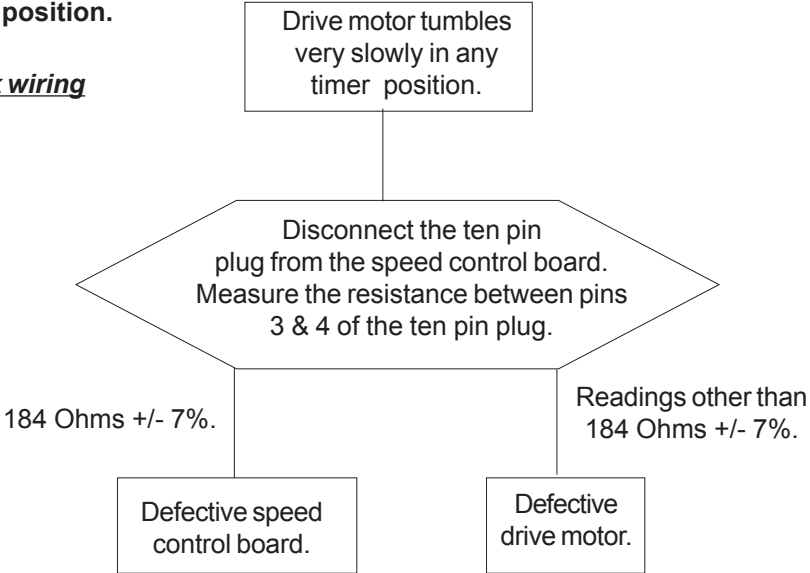 position.
wiring
Drive motor tumbles
very slowly in any
timer position.
Disconnect the ten pin
plug from the speed control board.
Measure the resistance between pins
3 & 4 of the ten pin plug.
184 Ohms +/- 7%.
Readings other than
184 Ohms +/- 7%.
Defective speed
control board.
Defective
drive motor.